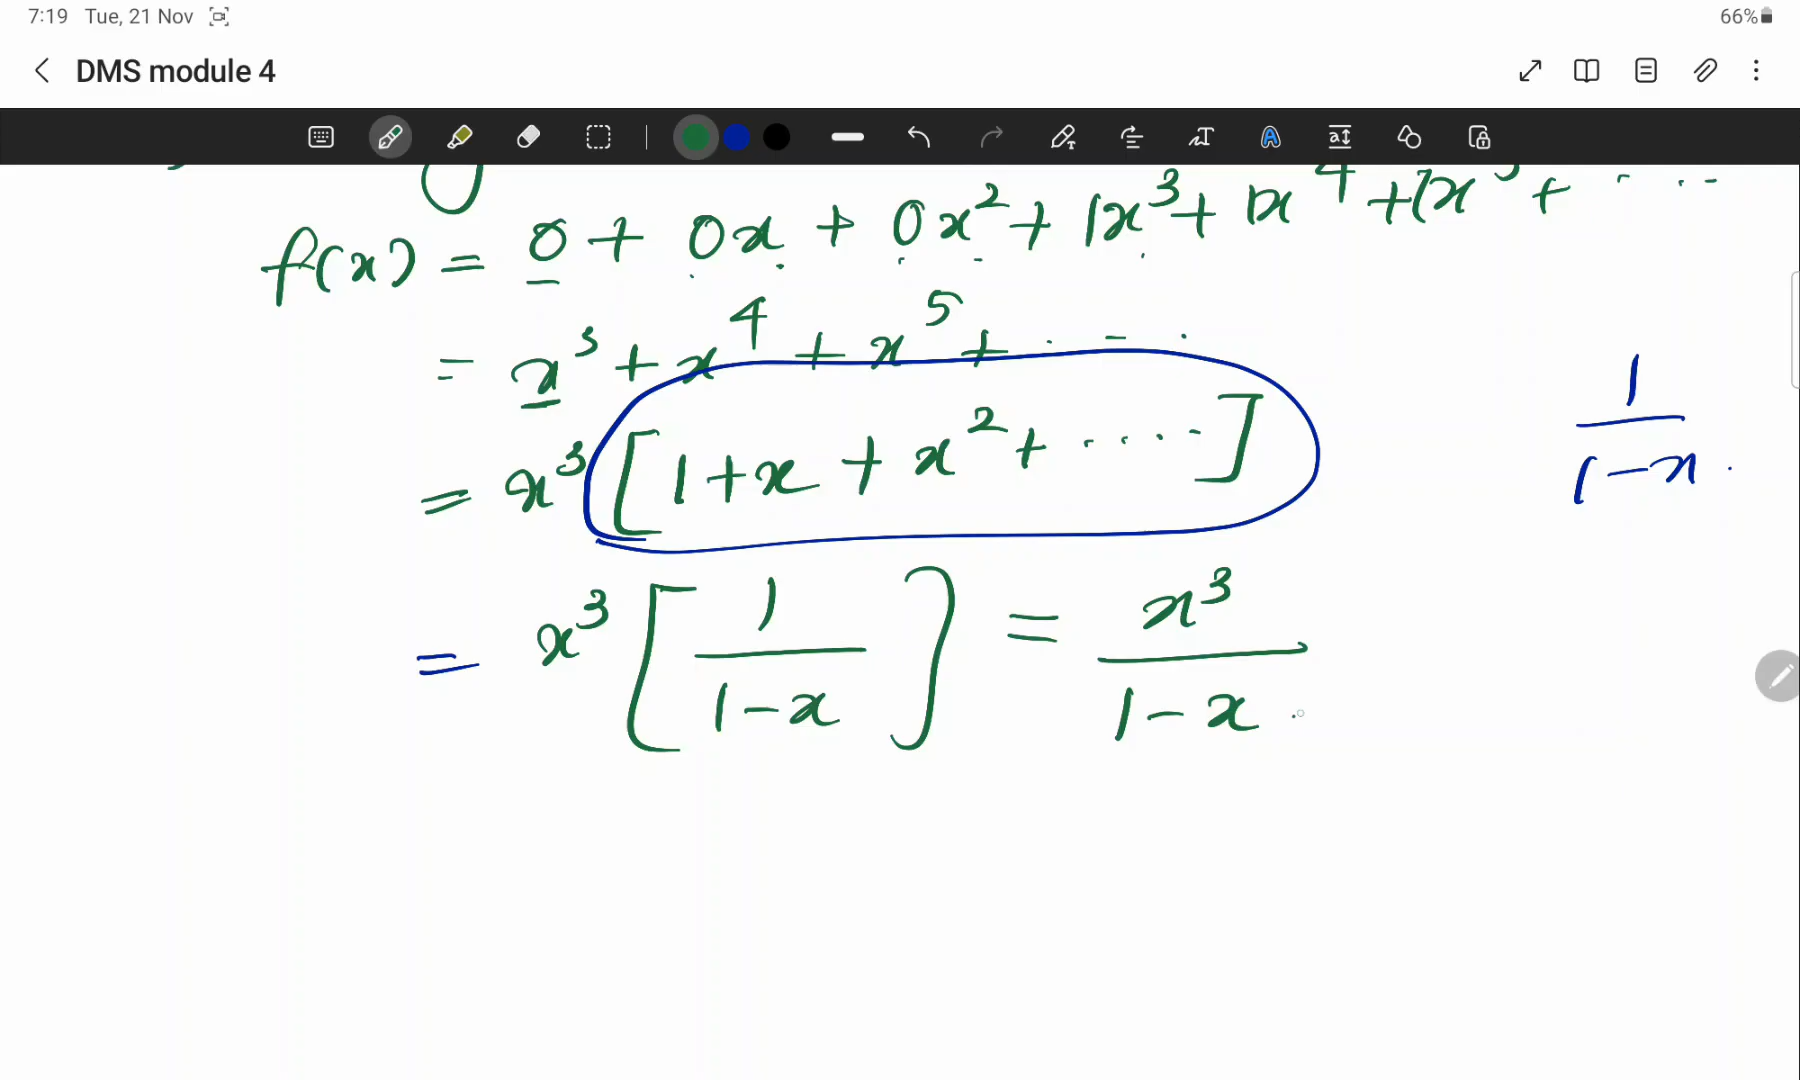 7:19 Tue, 21 Nov 66%
DMS module 4
f(x) = 0 + 0x + 0x² + 1x³ + 1x⁴ + 1x⁵ + ....
= x³ + x⁴ + x⁵ + ....
= x³ [1 + x + x² + .....]
1/(1-x).
= x³ [1/(1-x)] = x³/(1-x).